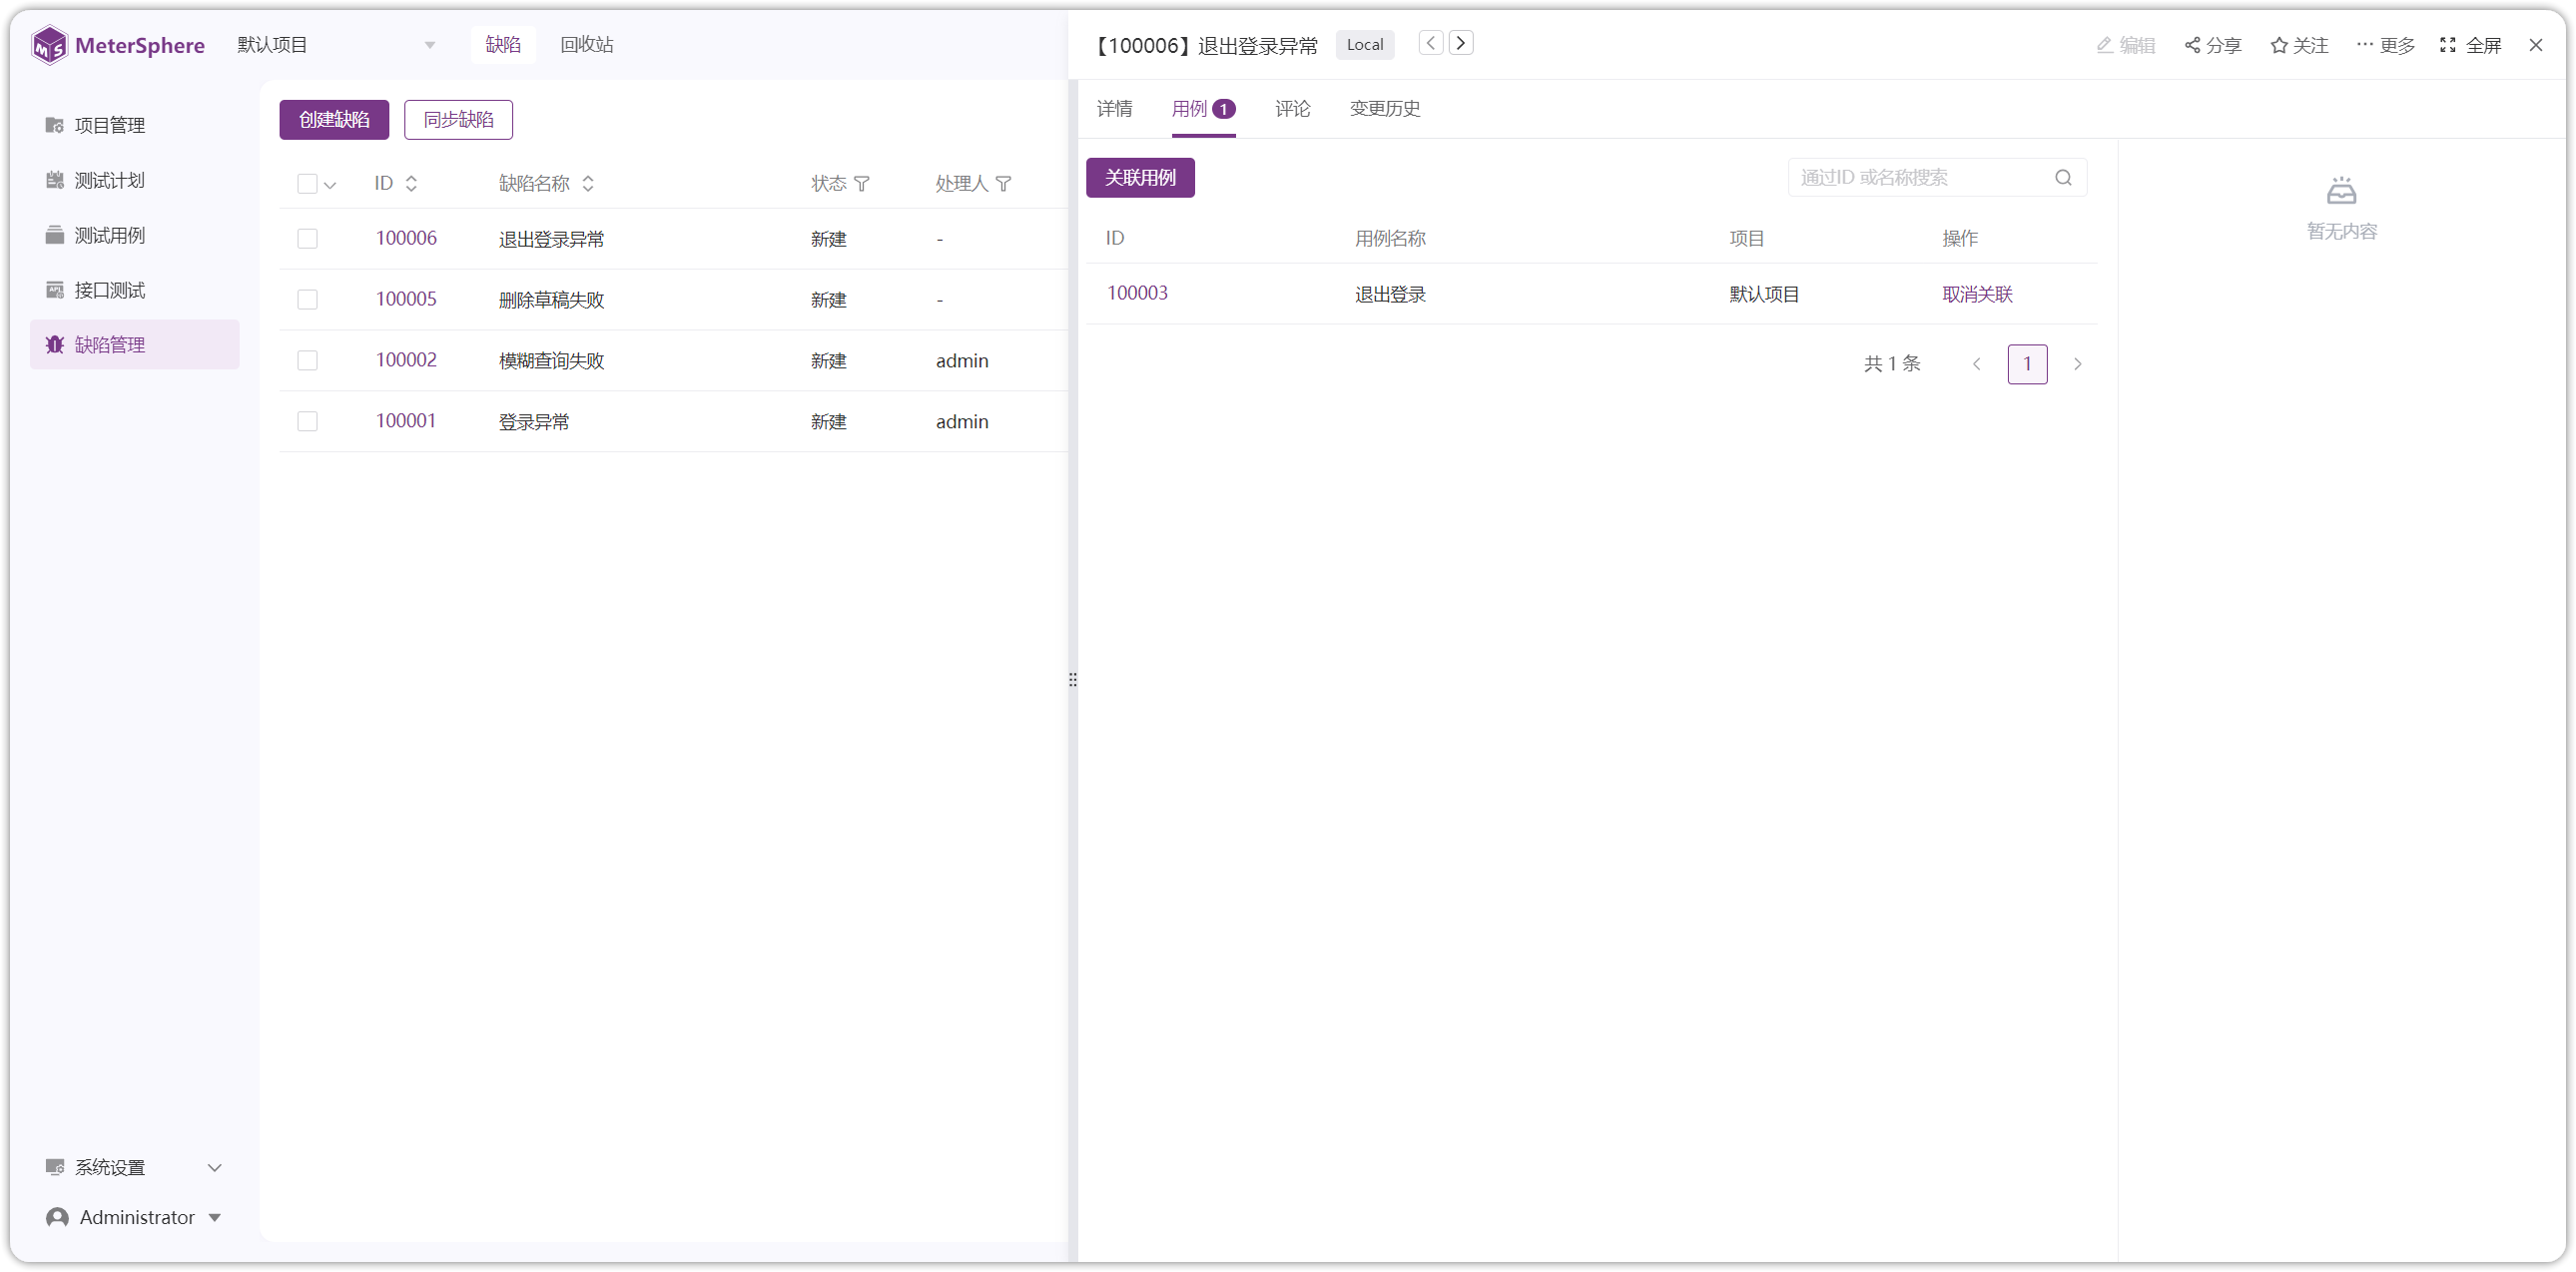 MeterSphere
默认项目
缺陷
回收站
项目管理
测试计划
测试用例
接口测试
缺陷管理
系统设置
Administrator
创建缺陷
同步缺陷
ID 缺陷名称 状态 处理人
100006 退出登录异常 新建 -
100005 删除草稿失败 新建 -
100002 模糊查询失败 新建 admin
100001 登录异常 新建 admin
【100006】退出登录异常 Local
编辑 分享 关注 更多 全屏
详情 用例 1 评论 变更历史
关联用例
通过ID 或名称搜索
ID 用例名称 项目 操作
100003 退出登录 默认项目 取消关联
共 1 条 1
暂无内容